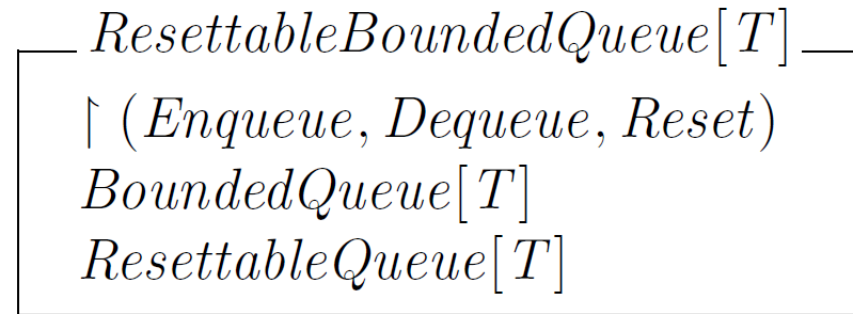 ResettableBoundedQueue[T]
↾ (Enqueue, Dequeue, Reset)
BoundedQueue[T]
ResettableQueue[T]